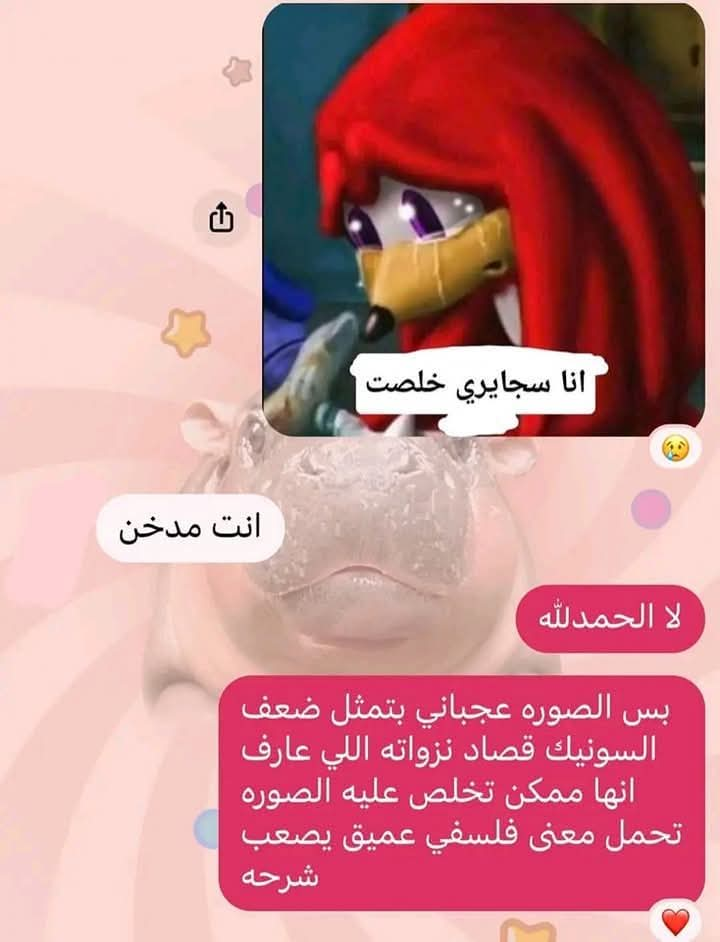 انا سجايري خلصت
انت مدخن
لا الحمدلله
بس الصوره عجباني بتمثل ضعف
السونيك قصاد نزواته اللي عارف
انها ممكن تخلص عليه الصوره
تحمل معنى فلسفي عميق يصعب
شرحه